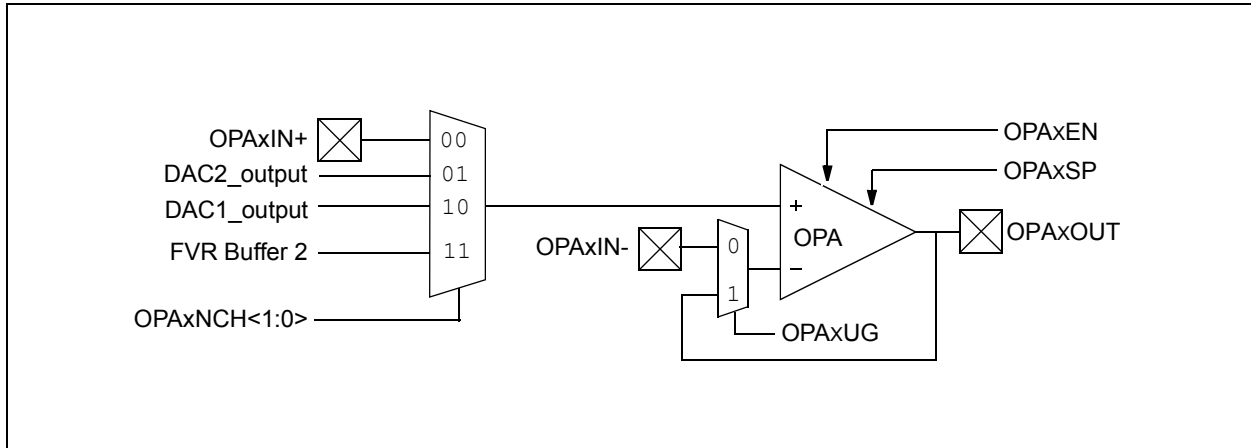 OPAxIN+
00
DAC2_output
01
DAC1_output
10
FVR Buffer 2
11
OPAxNCH<1:0>
OPAxEN
OPAxSP
+
OPA
OPAxOUT
OPAxIN-
0
–
1
OPAxUG